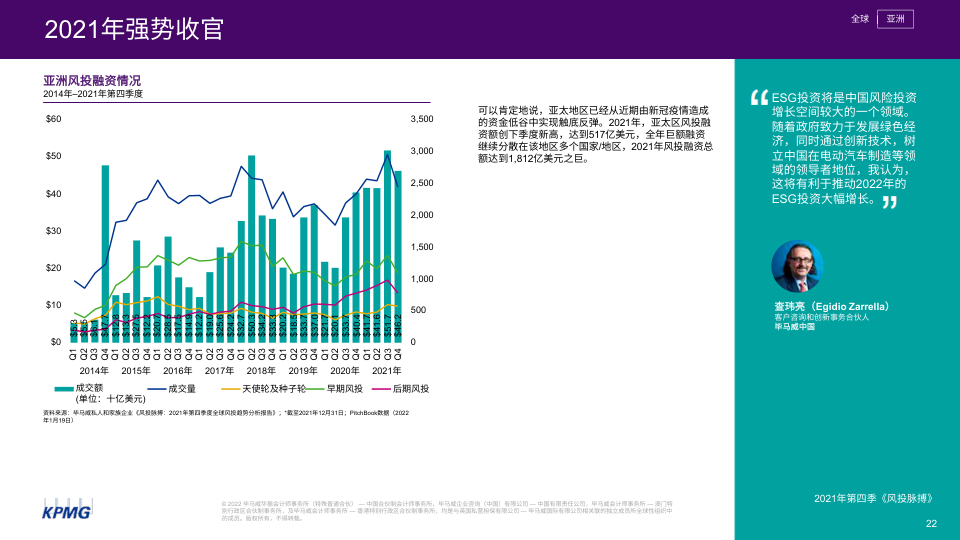 2021年强势收官
全球
亚洲
亚洲风投融资情况
2014年–2021年第四季度
$60
$50
$40
$30
$20
$10
$0
3,500
3,000
2,500
2,000
1,500
1,000
500
0
Q1 Q2 Q3 Q4 Q1 Q2 Q3 Q4 Q1 Q2 Q3 Q4 Q1 Q2 Q3 Q4 Q1 Q2 Q3 Q4 Q1 Q2 Q3 Q4 Q1 Q2 Q3 Q4 Q1 Q2 Q3 Q4
2014年 2015年 2016年 2017年 2018年 2019年 2020年 2021年
成交额 成交量 天使轮及种子轮 早期风投 后期风投
(单位：十亿美元)
资料来源：毕马威私人和家族企业《风投脉搏：2021年第四季度全球风投趋势分析报告》；*截至2021年12月31日；PitchBook数据（2022
年1月19日）
可以肯定地说，亚太地区已经从近期由新冠疫情造成
的资金低谷中实现触底反弹。2021年，亚太区风投融
资额创下季度新高，达到517亿美元，全年巨额融资
继续分散在该地区多个国家/地区，2021年风投融资总
额达到1,812亿美元之巨。
“ ESG投资将是中国风险投资
增长空间较大的一个领域。
随着政府致力于发展绿色经
济，同时通过创新技术，树
立中国在电动汽车制造等领
域的领导者地位，我认为，
这将有利于推动2022年的
ESG投资大幅增长。”
查玮亮（Egidio Zarrella）
客户咨询和创新事务合伙人
毕马威中国
KPMG
© 2022 毕马威华振会计师事务所（特殊普通合伙） — 中国合伙制会计师事务所，毕马威企业咨询（中国）有限公司 — 中国有限责任公司，毕马威会计师事务所 — 澳门特
别行政区合伙制事务所，及毕马威会计师事务所 — 香港特别行政区合伙制事务所，均是与英国私营担保有限公司 — 毕马威国际有限公司相关联的独立成员所全球性组织中
的成员。版权所有，不得转载。
2021年第四季《风投脉搏》
22